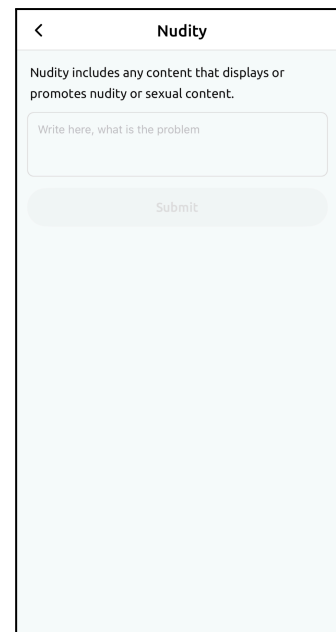 Nudity
Nudity includes any content that displays or
promotes nudity or sexual content.
Write here, what is the problem
Submit